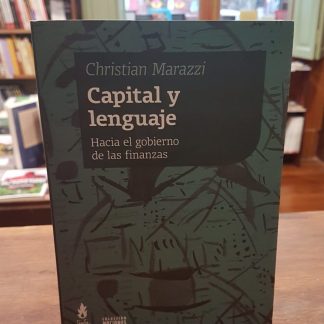 Christian Marazzi
Capital y
lenguaje
Hacia el gobierno
de las finanzas